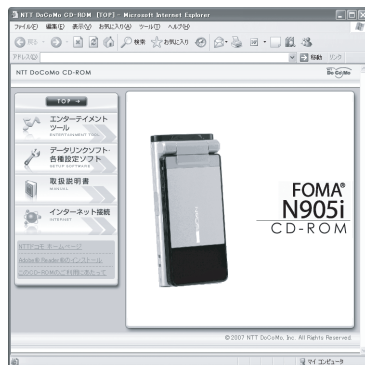 NTT DoCoMo CD-ROM [TOP] - Microsoft Internet Explorer
ファイル(F) 編集(E) 表示(V) お気に入り(A) ツール(T) ヘルプ(H)
戻る 検索 お気に入り
アドレス(D) 移動 リンク
NTT DoCoMo CD-ROM
DoCoMo
TOP →
エンターテイメント
ツール
ENTERTAINMENT TOOL
データリンクソフト・
各種設定ソフト
SETUP SOFTWARE
取扱説明書
MANUAL
インターネット接続
INTERNET
NTTドコモ ホームページ
Adobe® Reader®のインストール
このCD-ROMのご利用にあたって
FOMA®
N905i
CD-ROM
© 2007 NTT DoCoMo, Inc. All Rights Reserved.
マイ コンピュータ